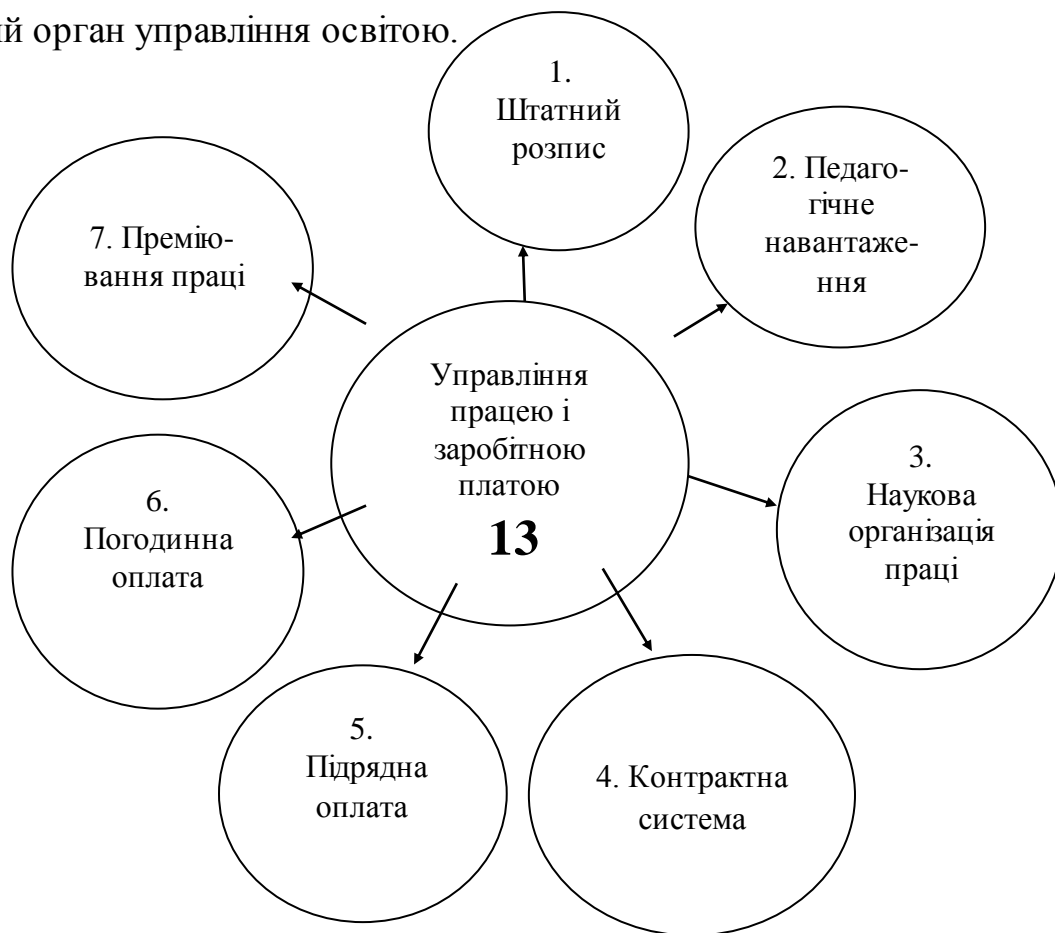 ий орган управління освітою.
1.
Штатний
розпис
2. Педаго-
гічне
навантаже-
ння
7. Премію-
вання праці
Управління
працею і
заробітною
платою
13
3.
Наукова
організація
праці
6.
Погодинна
оплата
5.
Підрядна
оплата
4. Контрактна
система